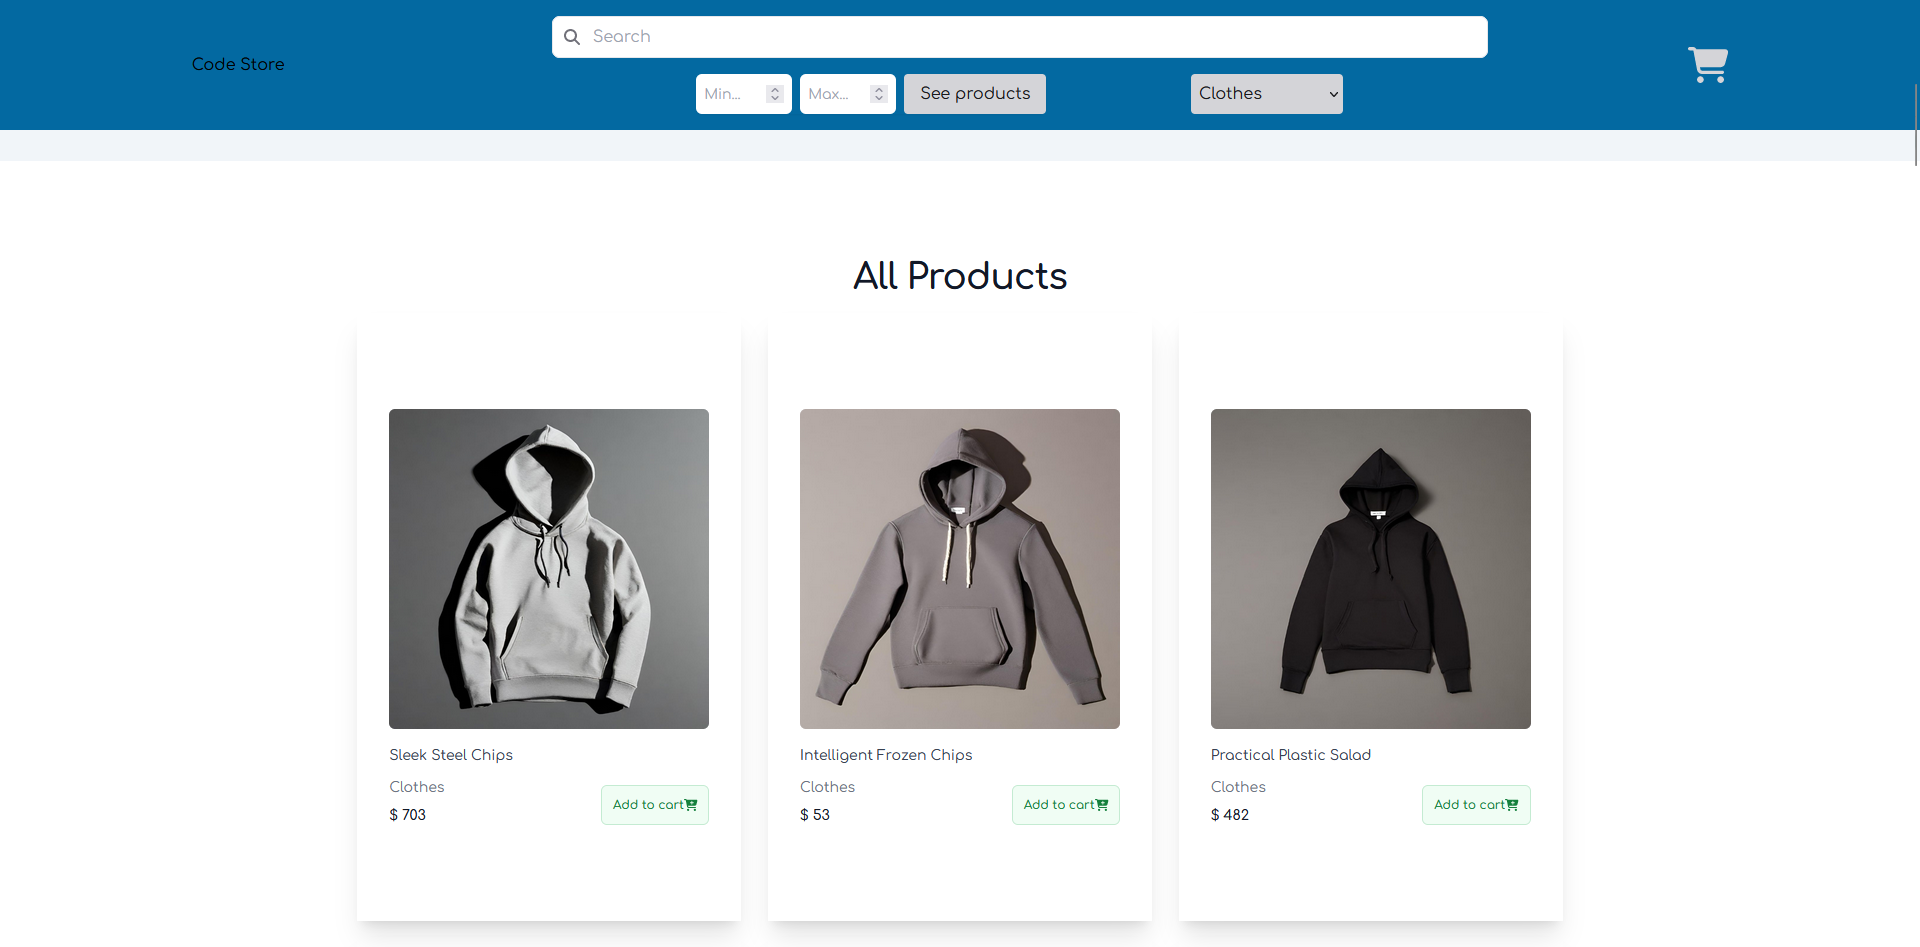 Search
Code Store
Min...
Max...
See products
Clothes
All Products
Sleek Steel Chips
Clothes
$ 703
Add to cart
Intelligent Frozen Chips
Clothes
$ 53
Add to cart
Practical Plastic Salad
Clothes
$ 482
Add to cart